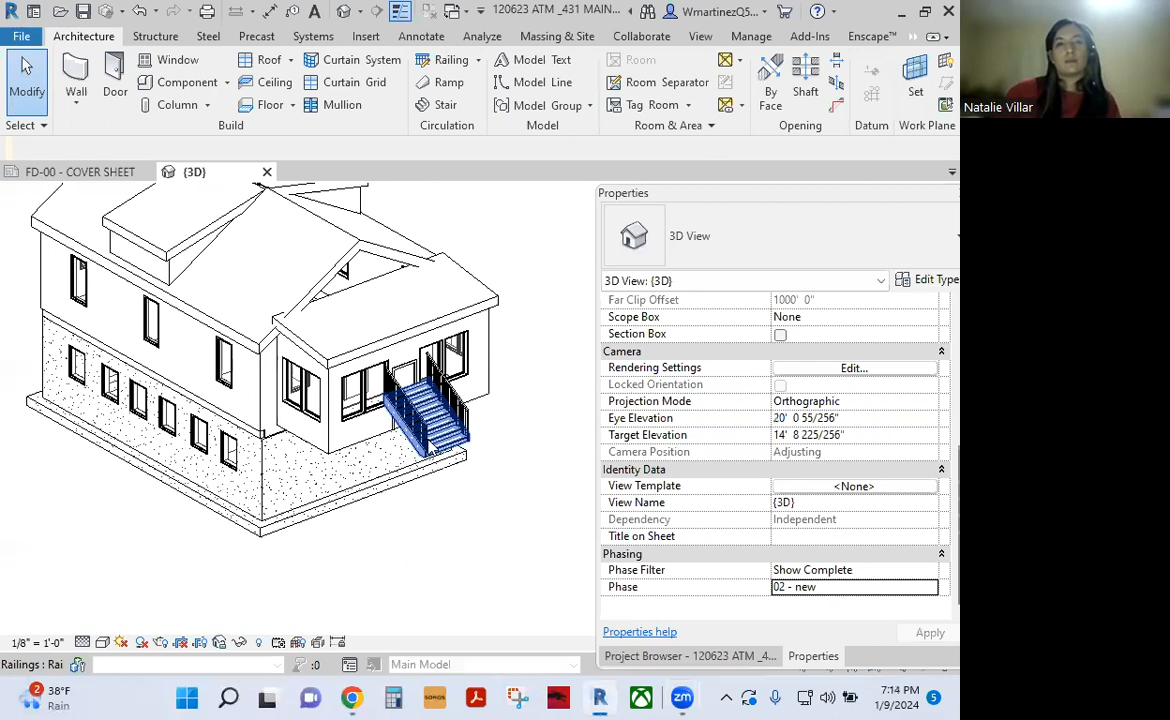 120623 ATM _431 MAIN...
Wmartinez Q5...
File Architecture Structure Steel Precast Systems Insert Annotate Analyze Massing & Site Collaborate View Manage Add-Ins Enscape™
Modify
Wall
Door
Window
Component
Column
Roof
Ceiling
Floor
Curtain System
Curtain Grid
Mullion
Railing
Ramp
Stair
Model Text
Model Line
Model Group
Room
Room Separator
Tag Room
By Face
Shaft
Set
Select Build Circulation Model Room & Area Opening Datum Work Plane
Natalie Villar
FD-00 - COVER SHEET
{3D}
Properties
3D View
3D View: {3D}
Edit Type
Far Clip Offset 1000' 0"
Scope Box None
Section Box
Camera
Rendering Settings Edit...
Locked Orientation
Projection Mode Orthographic
Eye Elevation 20' 0 55/256"
Target Elevation 14' 8 225/256"
Camera Position Adjusting
Identity Data
View Template <None>
View Name {3D}
Dependency Independent
Title on Sheet
Phasing
Phase Filter Show Complete
Phase 02 - new
Properties help
Apply
1/8" = 1'-0"
Project Browser - 120623 ATM _4...
Properties
Railings : Rai
:0
Main Model
2
38°F
Rain
SOROS
zm
7:14 PM
1/9/2024
5